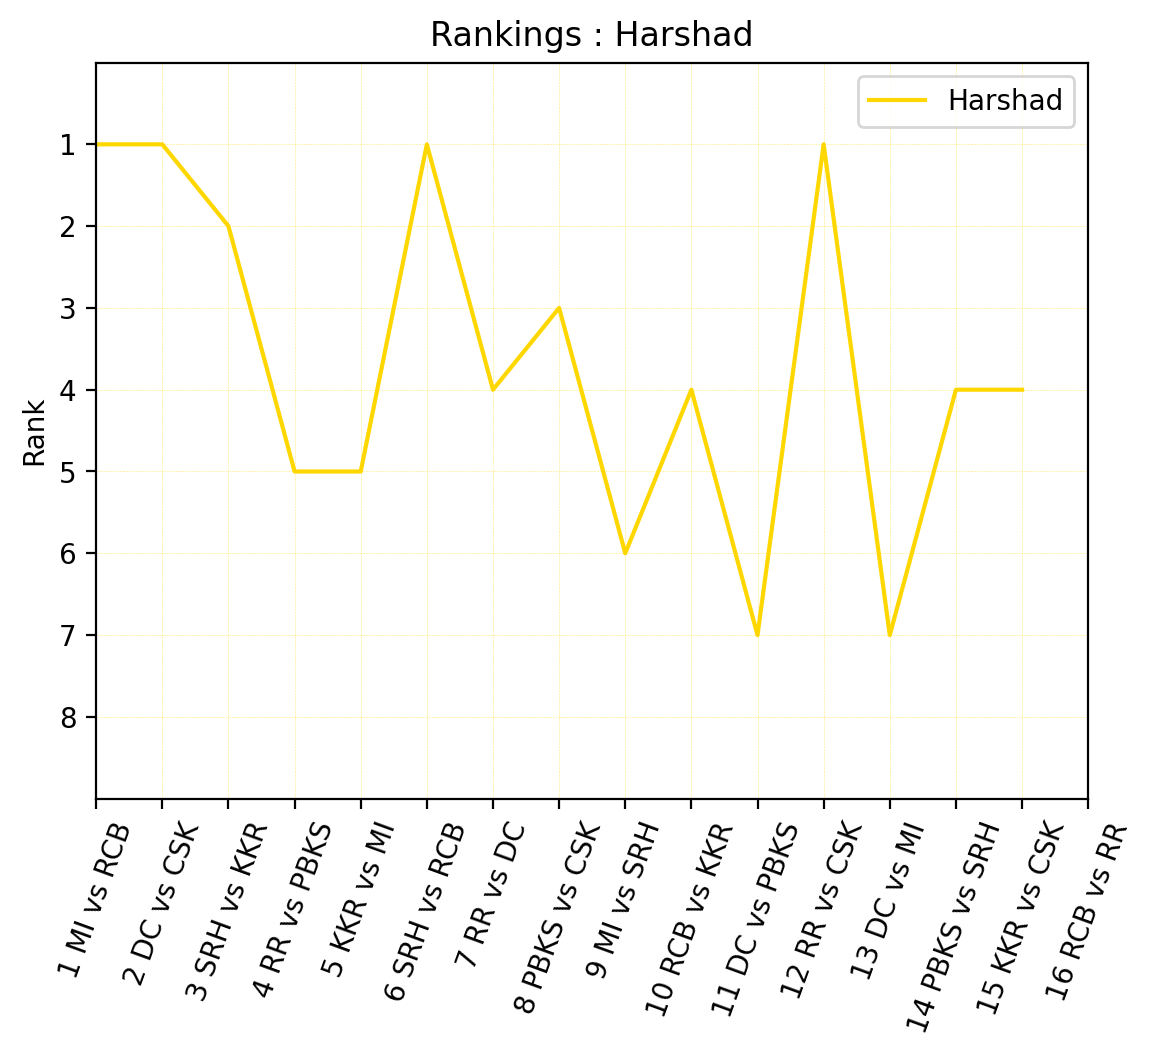 Rankings : Harshad
Harshad
Rank
1
2
3
4
5
6
7
8
1 MI vs RCB
2 DC vs CSK
3 SRH vs KKR
4 RR vs PBKS
5 KKR vs MI
6 SRH vs RCB
7 RR vs DC
8 PBKS vs CSK
9 MI vs SRH
10 RCB vs KKR
11 DC vs PBKS
12 RR vs CSK
13 DC vs MI
14 PBKS vs SRH
15 KKR vs CSK
16 RCB vs RR